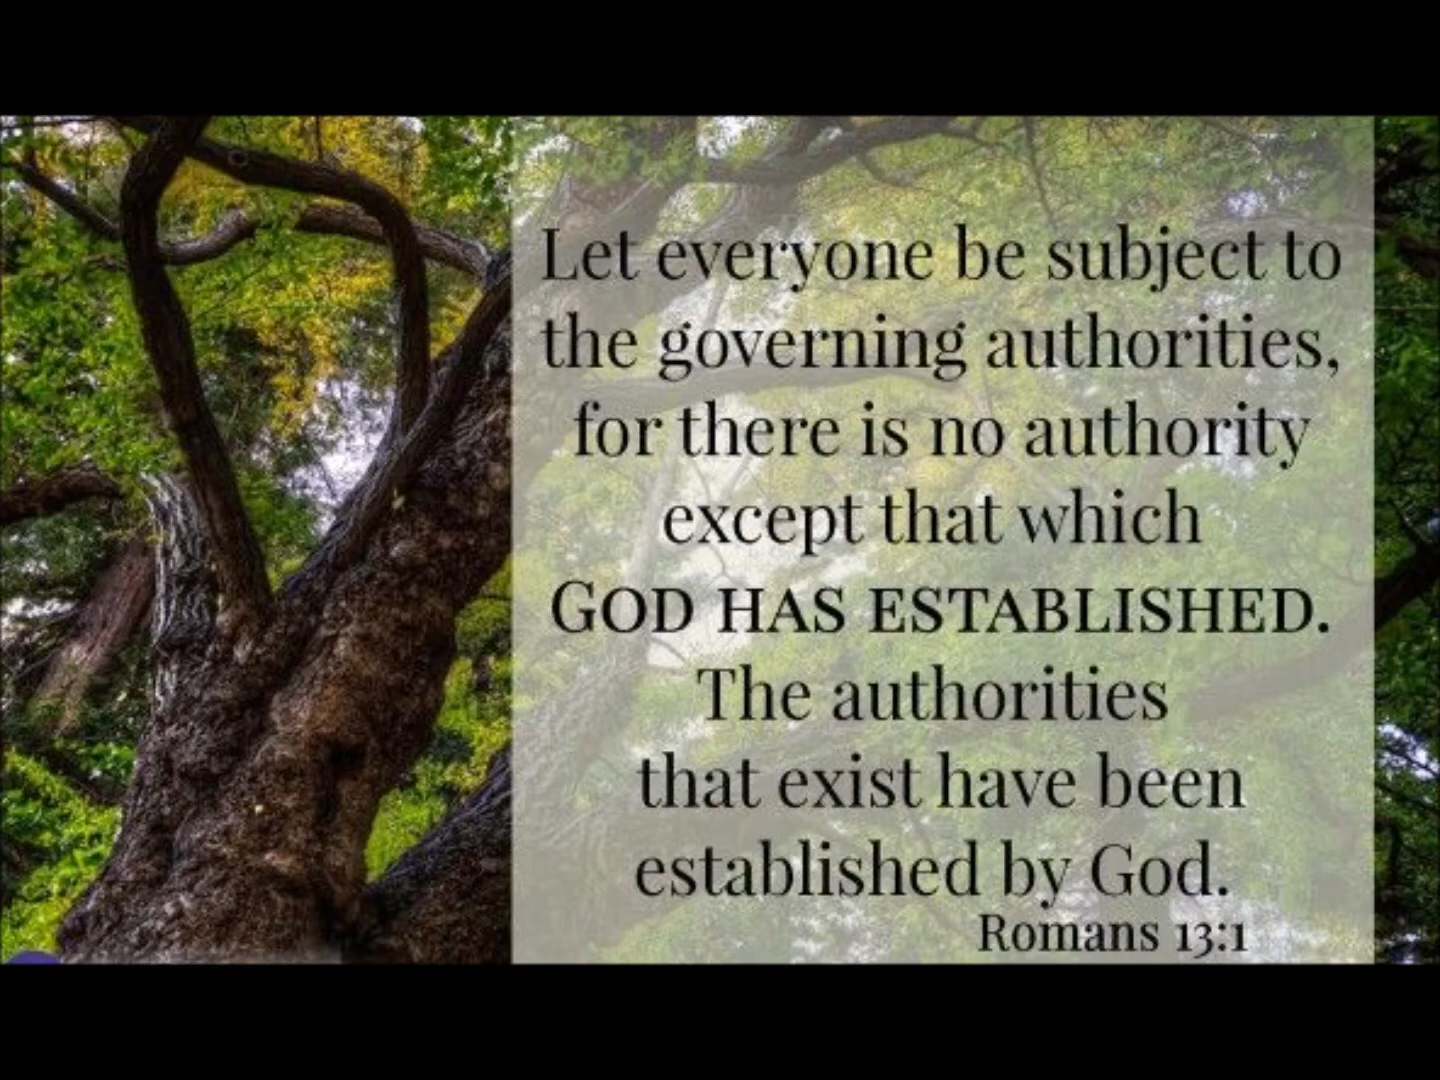 Let everyone be subject to
the governing authorities,
for there is no authority
except that which
GOD HAS ESTABLISHED.
The authorities
that exist have been
established by God.
Romans 13:1